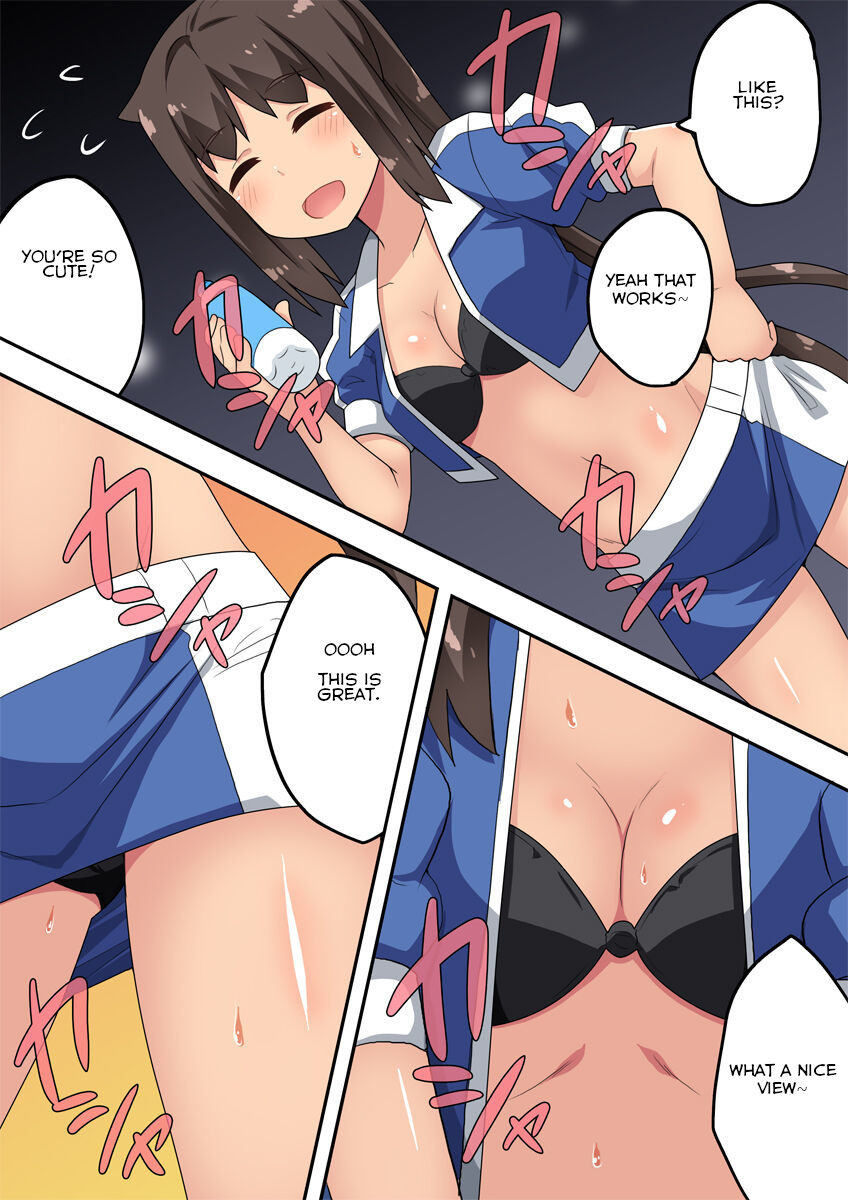 LIKE
THIS?
YEAH THAT
WORKS~
YOU'RE SO
CUTE!
カシャ
カシャ
カシャ
カシャ
OOOH
THIS IS
GREAT.
カシャ
カシャ
WHAT A NICE
VIEW~